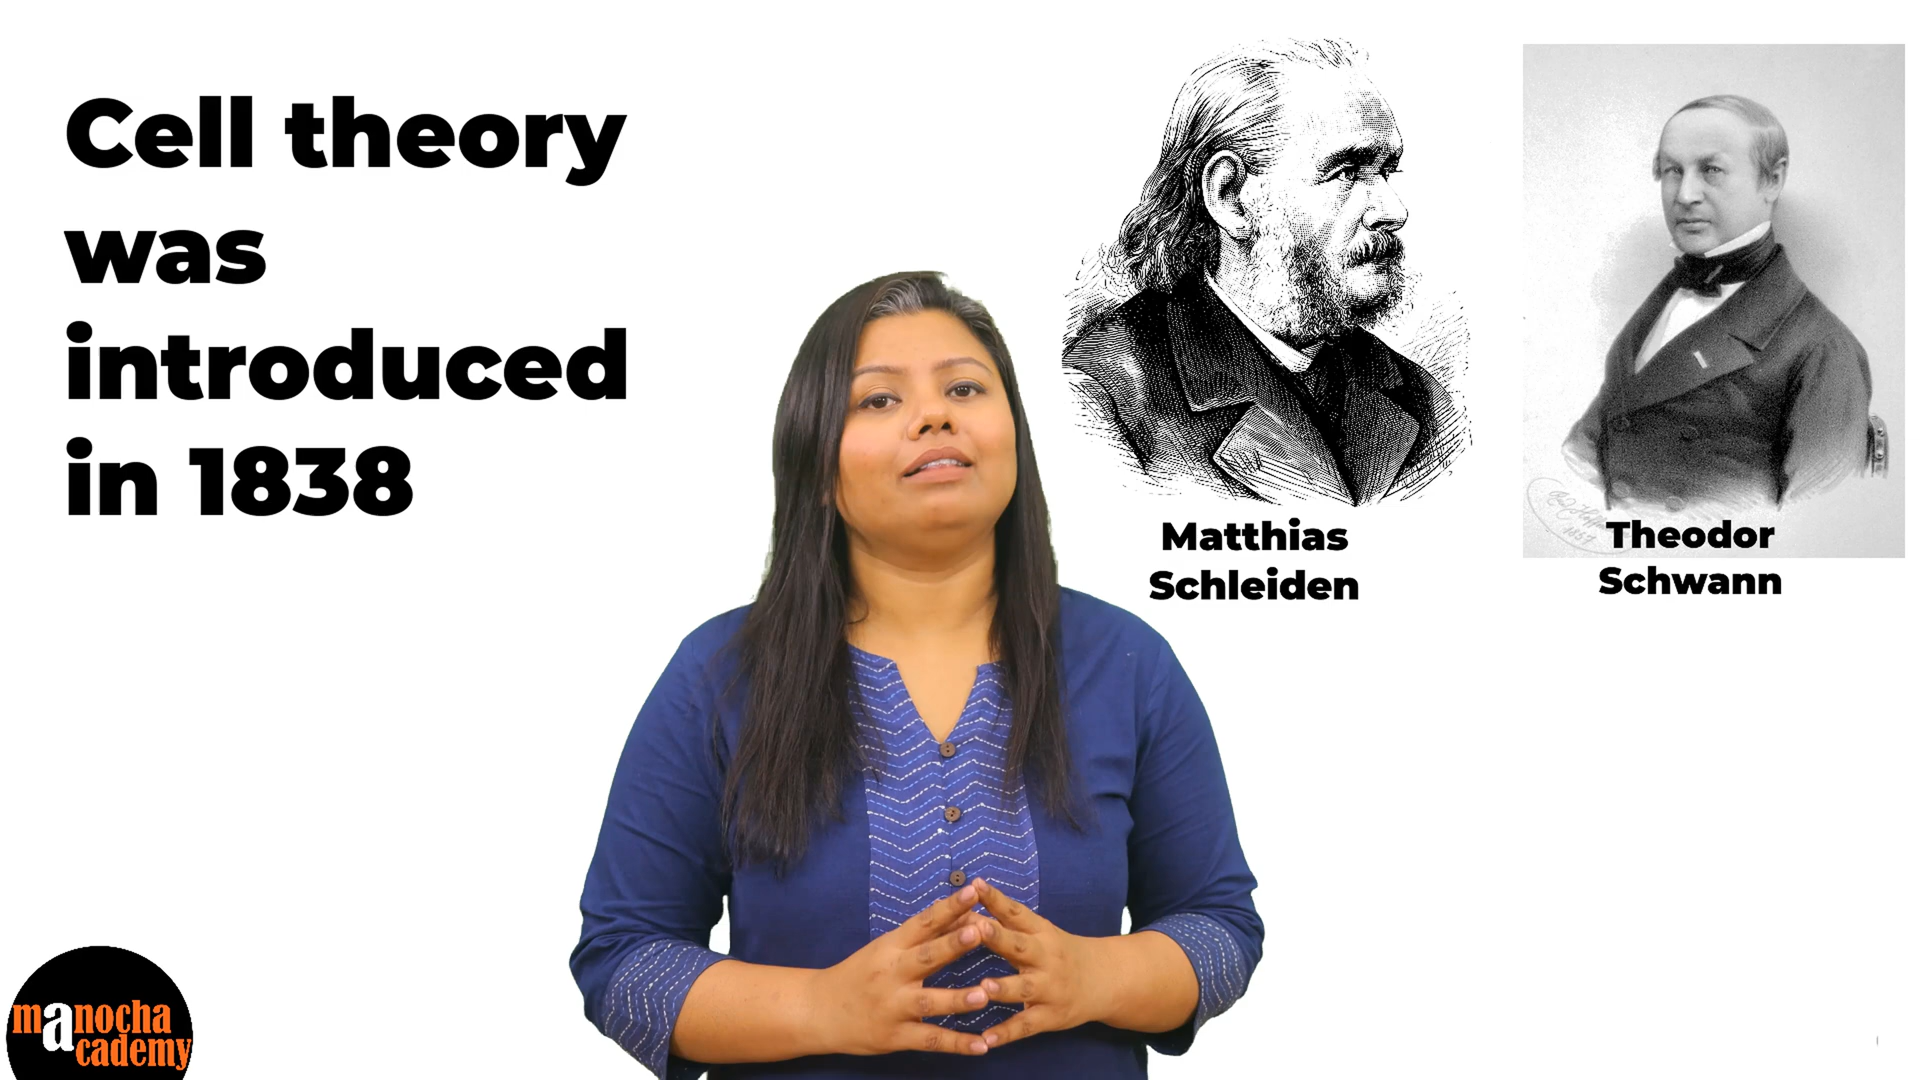 Cell theory
was
introduced
in 1838
Matthias
Schleiden
Theodor
Schwann
manocha
academy